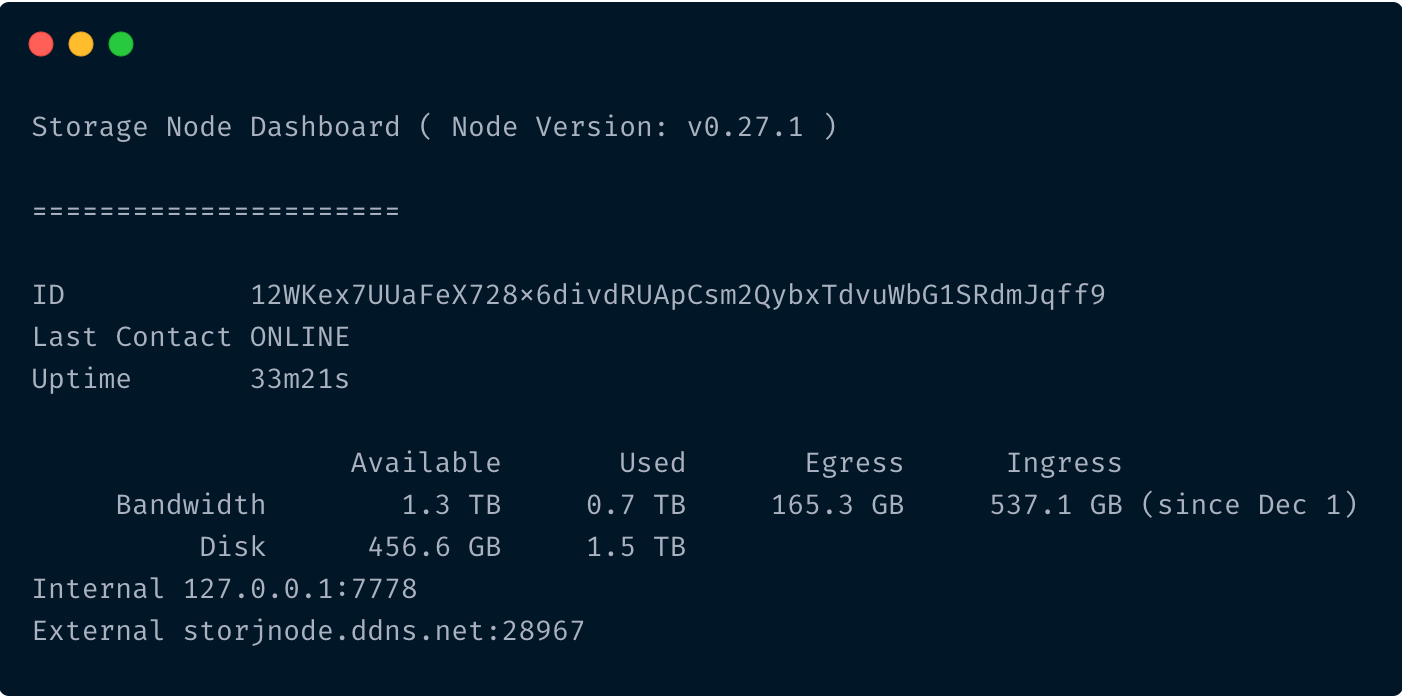 Storage Node Dashboard ( Node Version: v0.27.1 )
======================
ID 12WKex7UUaFeX728×6divdRUApCsm2QybxTdvuWbG1SRdmJqff9
Last Contact ONLINE
Uptime 33m21s
Available Used Egress Ingress
Bandwidth 1.3 TB 0.7 TB 165.3 GB 537.1 GB (since Dec 1)
Disk 456.6 GB 1.5 TB
Internal 127.0.0.1:7778
External storjnode.ddns.net:28967